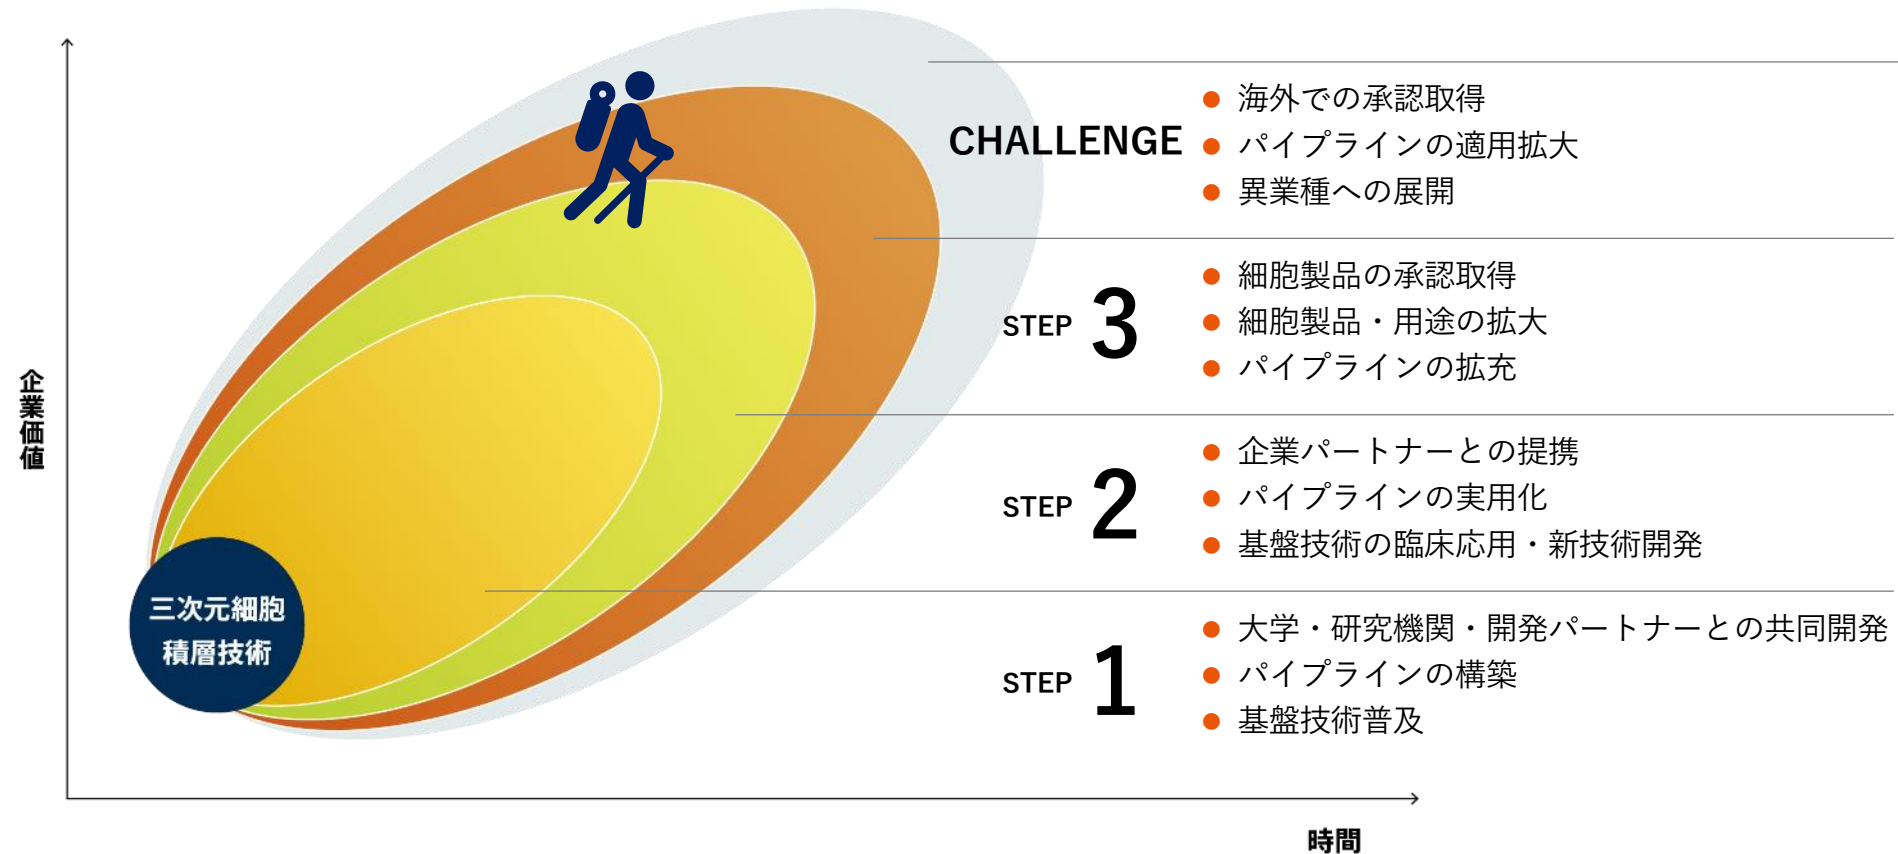 CHALLENGE
● 海外での承認取得
● パイプラインの適用拡大
● 異業種への展開
STEP 3
● 細胞製品の承認取得
● 細胞製品・用途の拡大
● パイプラインの拡充
企業価値
STEP 2
● 企業パートナーとの提携
● パイプラインの実用化
● 基盤技術の臨床応用・新技術開発
三次元細胞
積層技術
STEP 1
● 大学・研究機関・開発パートナーとの共同開発
● パイプラインの構築
● 基盤技術普及
時間